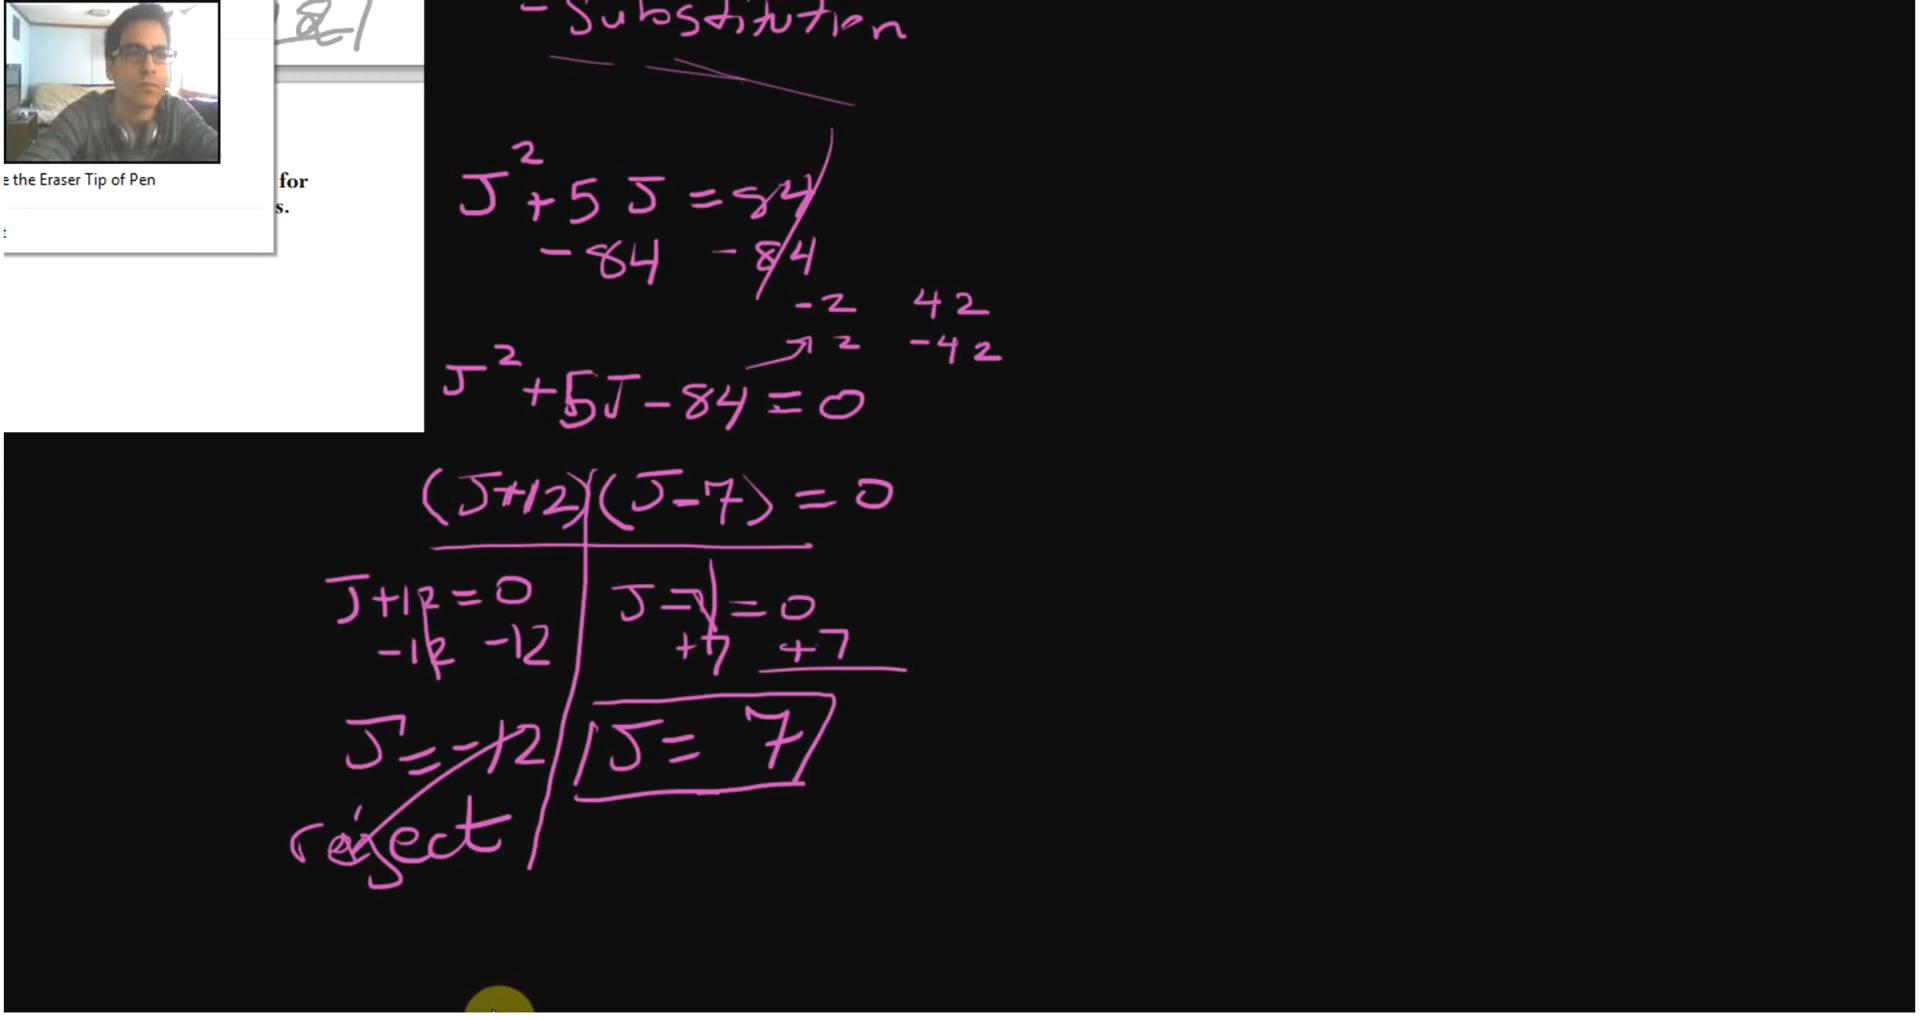 - Substitution
e the Eraser Tip of Pen
for
s.
J² + 5 J = 84
- 84 - 84
-2 42
2 -42
J² + 5J - 84 = 0
(J+12)(J-7) = 0
J+12 = 0 J-7 = 0
-12 -12 +7 +7
J = -12 J = 7
reject